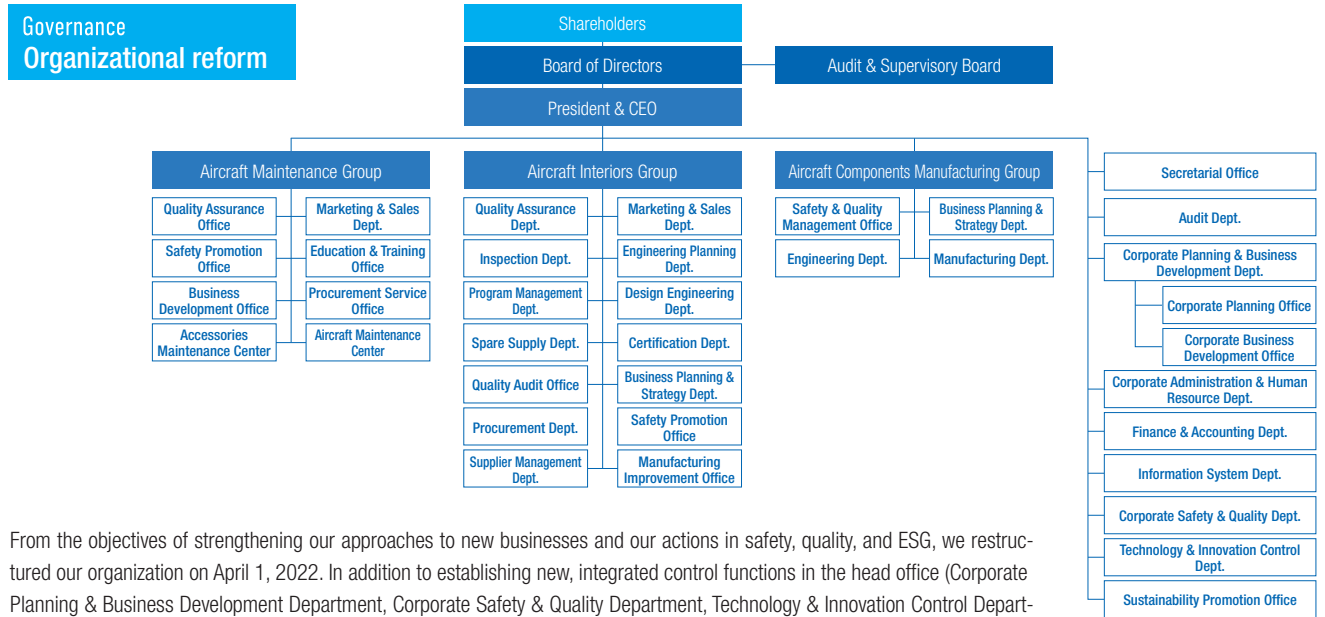 Governance
Organizational reform
Shareholders
Board of Directors
Audit & Supervisory Board
President & CEO
Aircraft Maintenance Group
Quality Assurance
Office
Marketing & Sales
Dept.
Safety Promotion
Office
Education & Training
Office
Business
Development Office
Procurement Service
Office
Accessories
Maintenance Center
Aircraft Maintenance
Center
Aircraft Interiors Group
Quality Assurance
Dept.
Marketing & Sales
Dept.
Inspection Dept.
Engineering Planning
Dept.
Program Management
Dept.
Design Engineering
Dept.
Spare Supply Dept.
Certification Dept.
Quality Audit Office
Business Planning &
Strategy Dept.
Procurement Dept.
Safety Promotion
Office
Supplier Management
Dept.
Manufacturing
Improvement Office
Aircraft Components Manufacturing Group
Safety & Quality
Management Office
Business Planning &
Strategy Dept.
Engineering Dept.
Manufacturing Dept.
Secretarial Office
Audit Dept.
Corporate Planning & Business
Development Dept.
Corporate Planning Office
Corporate Business
Development Office
Corporate Administration & Human
Resource Dept.
Finance & Accounting Dept.
Information System Dept.
Corporate Safety & Quality Dept.
Technology & Innovation Control
Dept.
Sustainability Promotion Office
From the objectives of strengthening our approaches to new businesses and our actions in safety, quality, and ESG, we restruc-
tured our organization on April 1, 2022. In addition to establishing new, integrated control functions in the head office (Corporate
Planning & Business Development Department, Corporate Safety & Quality Department, Technology & Innovation Control Depart-